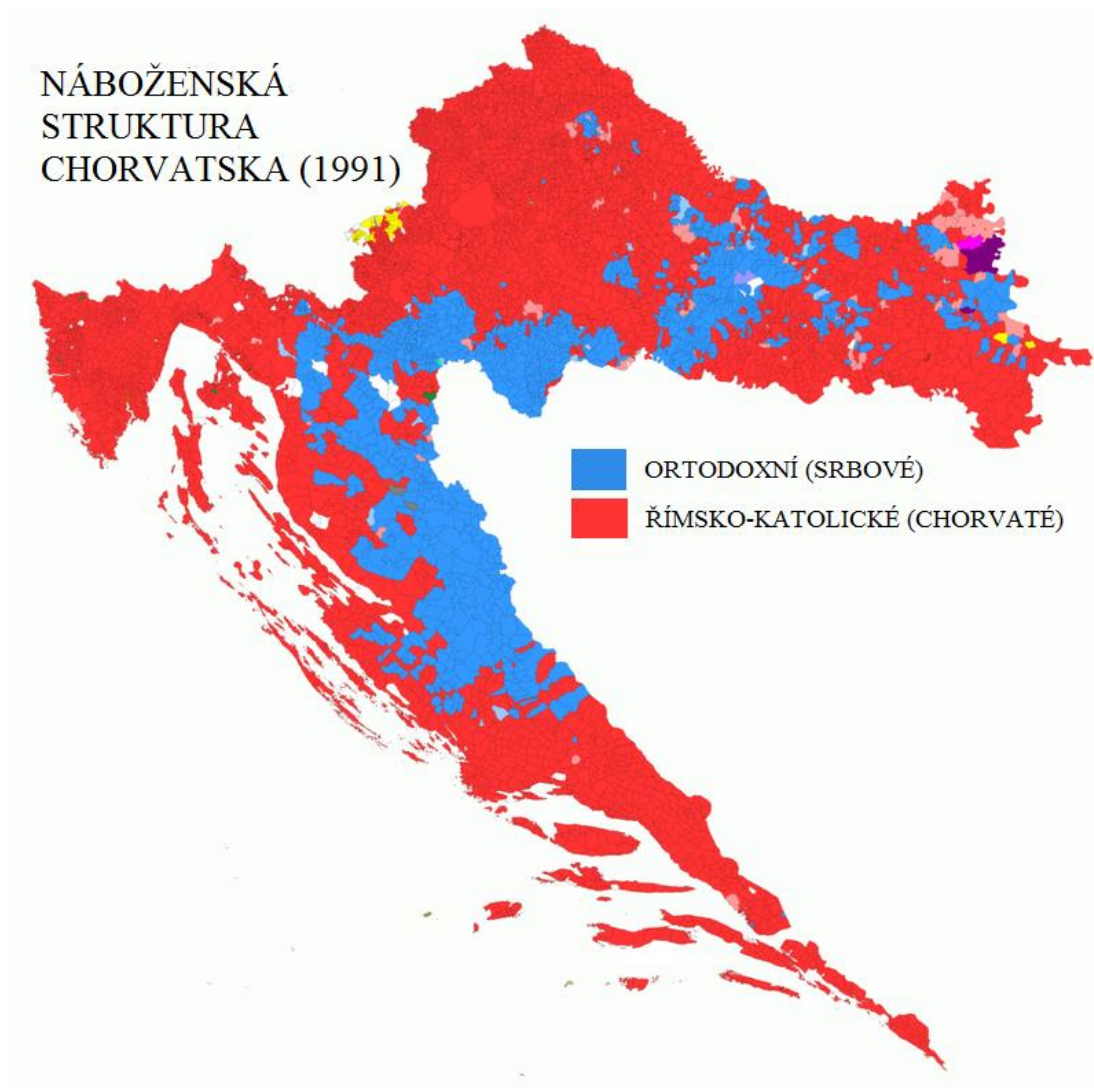 NÁBOŽENSKÁ
STRUKTURA
CHORVATSKA (1991)
ORTODOXNÍ (SRBOVÉ)
ŘÍMSKO-KATOLICKÉ (CHORVATÉ)